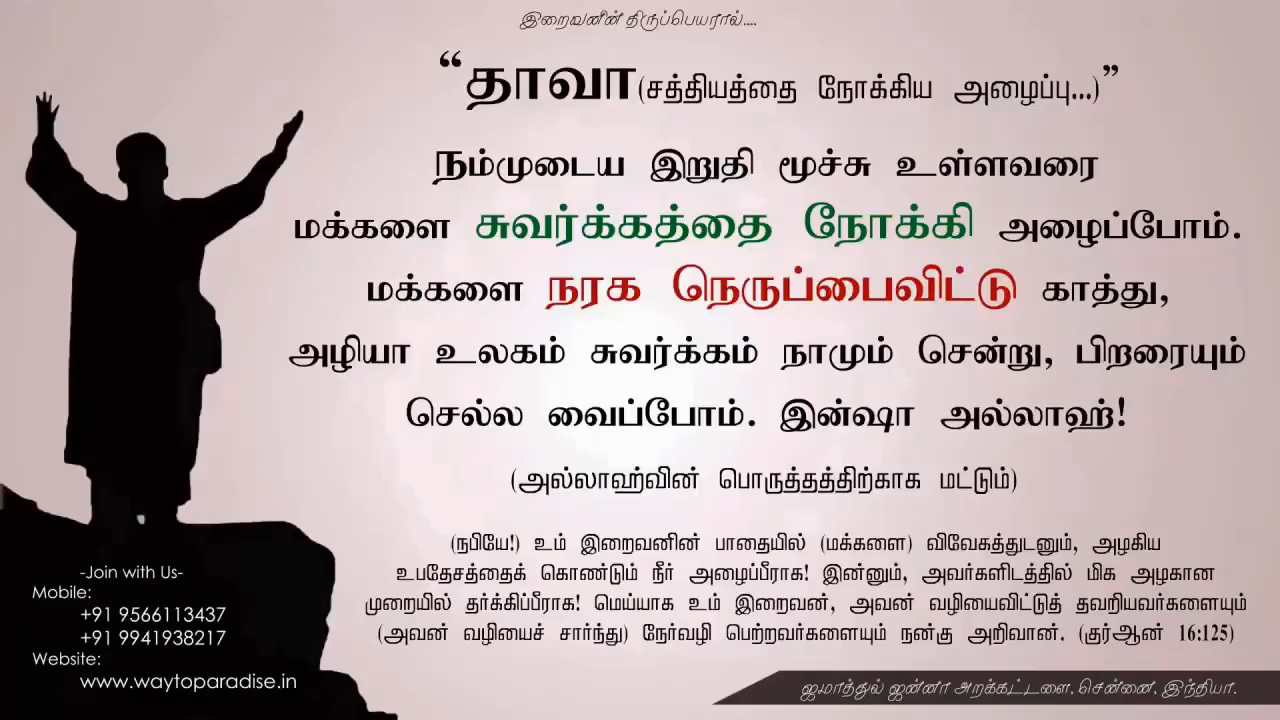 இறைவனின் திருப்பெயரால்....
“தாவா(சத்தியத்தை நோக்கிய அழைப்பு...)”
நம்முடைய இறுதி மூச்சு உள்ளவரை
மக்களை சுவர்க்கத்தை நோக்கி அழைப்போம்.
மக்களை நரக நெருப்பைவிட்டு காத்து,
அழியா உலகம் சுவர்க்கம் நாமும் சென்று, பிறரையும்
செல்ல வைப்போம். இன்ஷா அல்லாஹ்!
(அல்லாஹ்வின் பொருத்தத்திற்காக மட்டும்)
(நபியே!) உம் இறைவனின் பாதையில் (மக்களை) விவேகத்துடனும், அழகிய
உபதேசத்தைக் கொண்டும் நீர் அழைப்பீராக! இன்னும், அவர்களிடத்தில் மிக அழகான
முறையில் தர்க்கிப்பீராக! மெய்யாக உம் இறைவன், அவன் வழியைவிட்டுத் தவறியவர்களையும்
(அவன் வழியைச் சார்ந்து) நேர்வழி பெற்றவர்களையும் நன்கு அறிவான். (குர்ஆன் 16:125)
-Join with Us-
Mobile:
+91 9566113437
+91 9941938217
Website:
www.waytoparadise.in
ஜமாத்துல் ஜன்னா அறக்கட்டளை, சென்னை, இந்தியா.